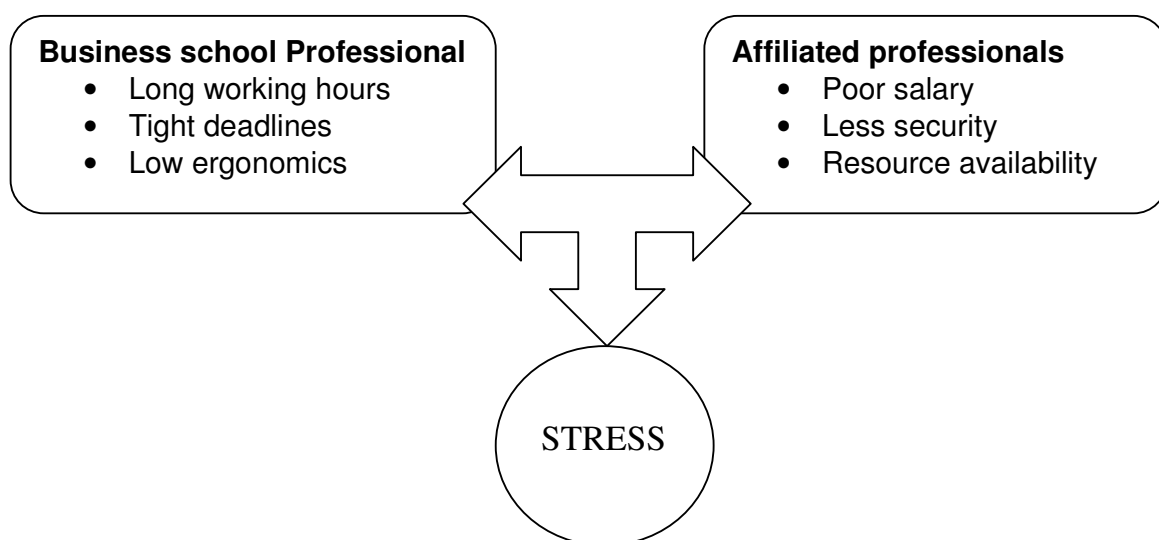 Business school Professional
• Long working hours
• Tight deadlines
• Low ergonomics
Affiliated professionals
• Poor salary
• Less security
• Resource availability
STRESS